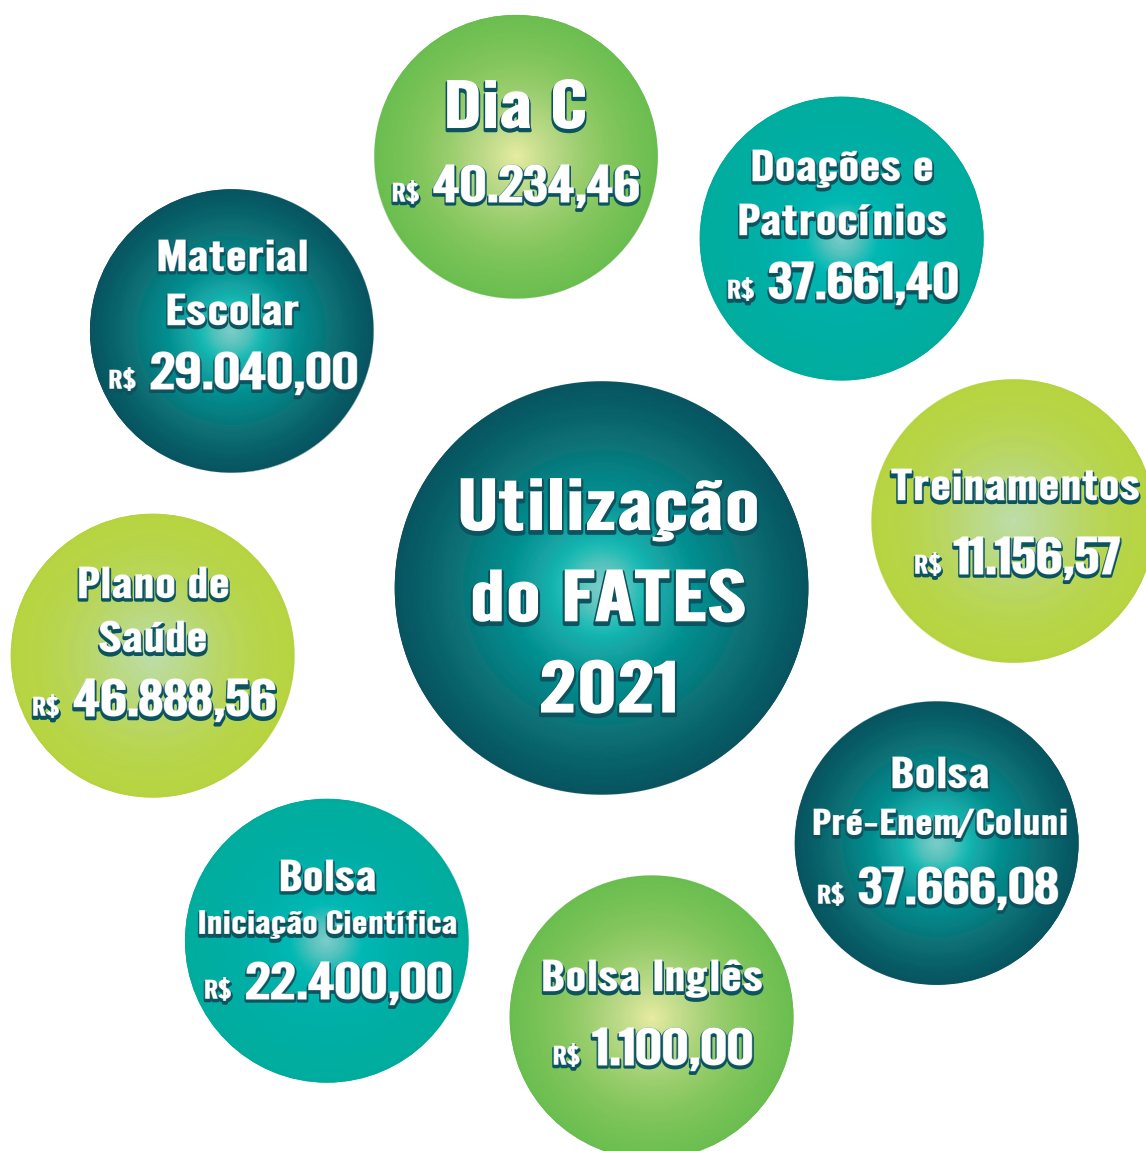 Dia C
R$ 40.234,46
Doações e
Patrocínios
R$ 37.661,40
Material
Escolar
R$ 29.040,00
Utilização
do FATES
2021
Treinamentos
R$ 11.156,57
Plano de
Saúde
R$ 46.888,56
Bolsa
Pré-Enem/Coluni
R$ 37.666,08
Bolsa
Iniciação Científica
R$ 22.400,00
Bolsa Inglês
R$ 1.100,00